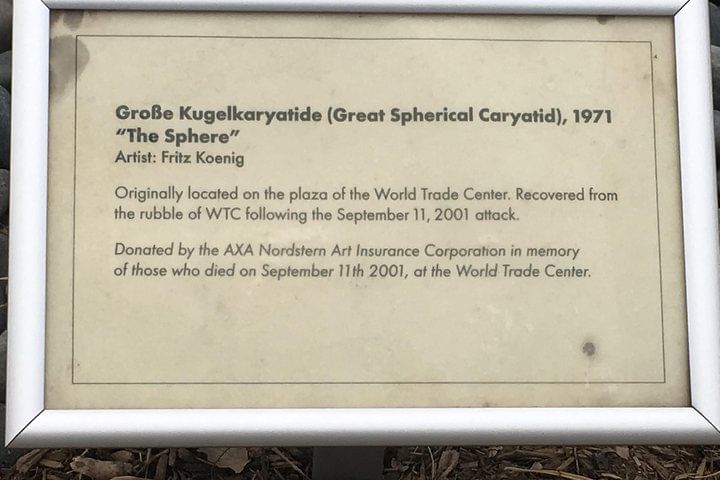 Große Kugelkaryatide (Great Spherical Caryatid), 1971
“The Sphere”
Artist: Fritz Koenig
Originally located on the plaza of the World Trade Center. Recovered from
the rubble of WTC following the September 11, 2001 attack.
Donated by the AXA Nordstern Art Insurance Corporation in memory
of those who died on September 11th 2001, at the World Trade Center.